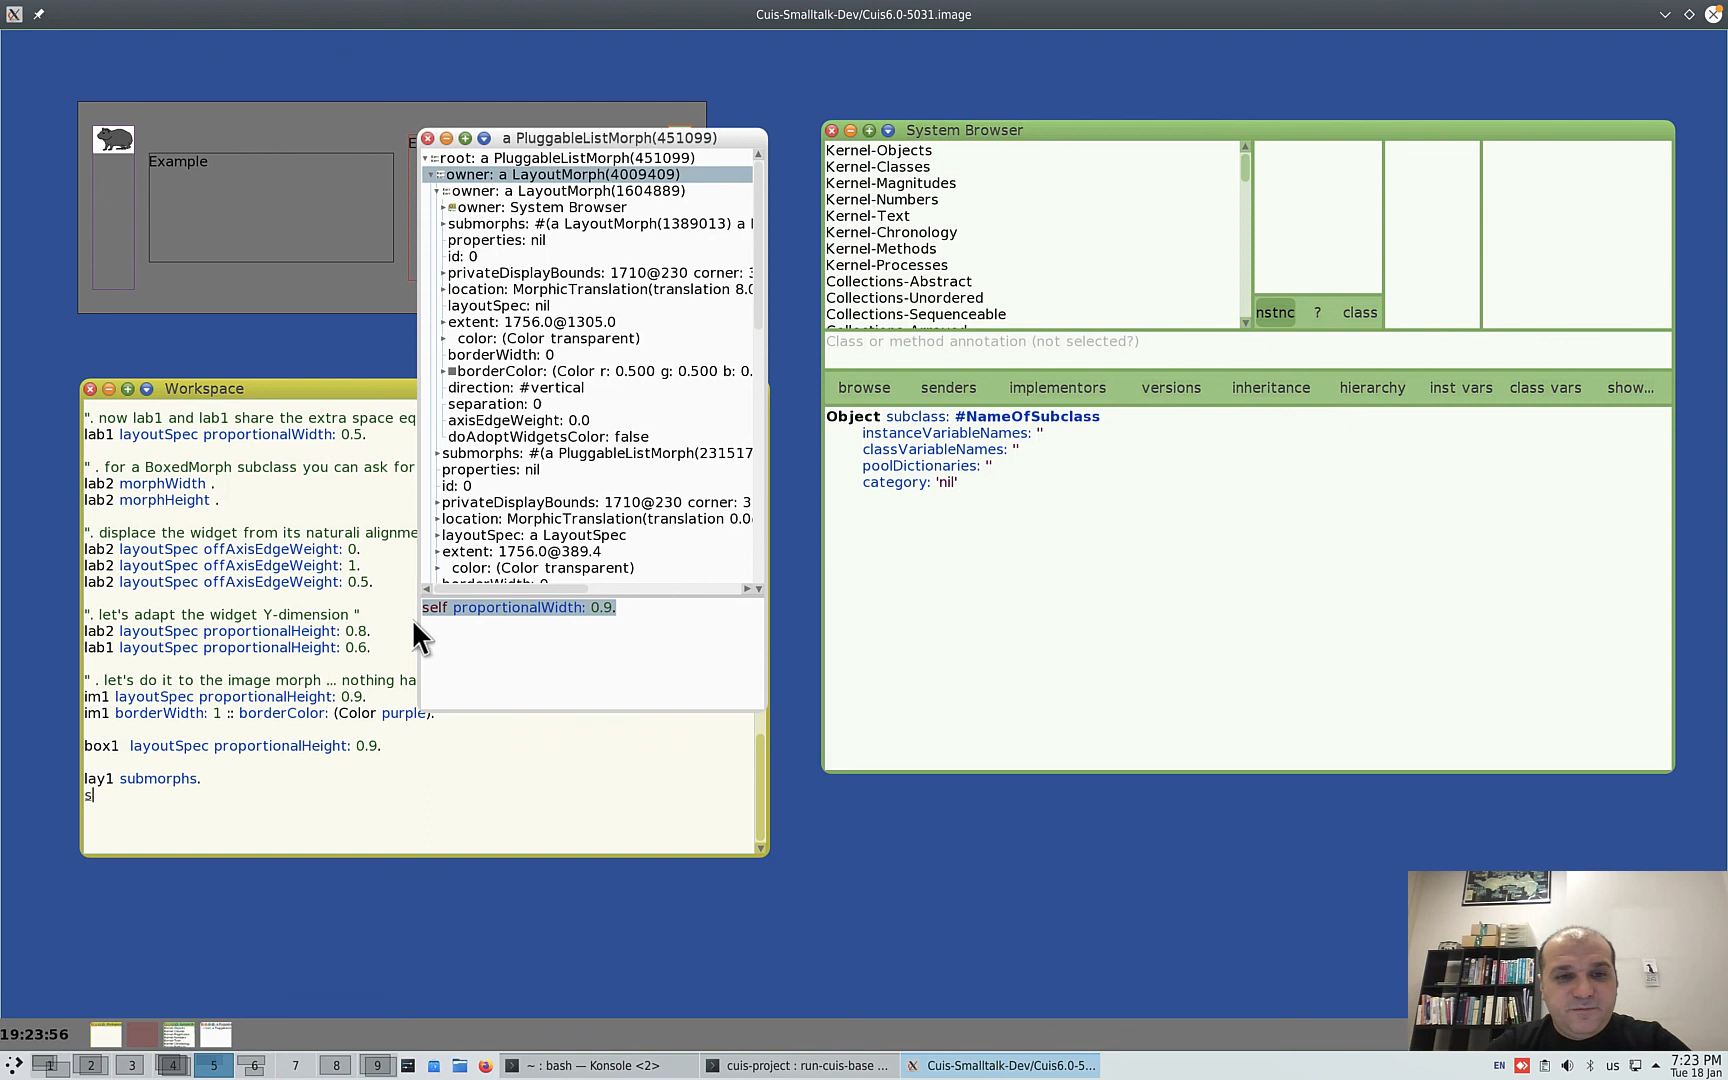 Cuis-Smalltalk-Dev/Cuis6.0-5031.image
Example
E
a PluggableListMorph(451099)
root: a PluggableListMorph(451099)
owner: a LayoutMorph(4009409)
owner: a LayoutMorph(1604889)
owner: System Browser
submorphs: #(a LayoutMorph(1389013) a
properties: nil
id: 0
privateDisplayBounds: 1710@230 corner: 3
location: MorphicTranslation(translation 8.0
layoutSpec: nil
extent: 1756.0@1305.0
color: (Color transparent)
borderWidth: 0
borderColor: (Color r: 0.500 g: 0.500 b: 0.
direction: #vertical
separation: 0
axisEdgeWeight: 0.0
doAdoptWidgetsColor: false
submorphs: #(a PluggableListMorph(231517
properties: nil
id: 0
privateDisplayBounds: 1710@230 corner: 3
location: MorphicTranslation(translation 0.0
layoutSpec: a LayoutSpec
extent: 1756.0@389.4
color: (Color transparent)
borderWidth: 0
self proportionalWidth: 0.9.
Workspace
". now lab1 and lab1 share the extra space eq
lab1 layoutSpec proportionalWidth: 0.5.
" . for a BoxedMorph subclass you can ask for
lab2 morphWidth .
lab2 morphHeight .
". displace the widget from its naturali alignme
lab2 layoutSpec offAxisEdgeWeight: 0.
lab2 layoutSpec offAxisEdgeWeight: 1.
lab2 layoutSpec offAxisEdgeWeight: 0.5.
". let's adapt the widget Y-dimension "
lab2 layoutSpec proportionalHeight: 0.8.
lab1 layoutSpec proportionalHeight: 0.6.
" . let's do it to the image morph ... nothing ha
im1 layoutSpec proportionalHeight: 0.9.
im1 borderWidth: 1 :: borderColor: (Color purple).
box1 layoutSpec proportionalHeight: 0.9.
lay1 submorphs.
s
System Browser
Kernel-Objects
Kernel-Classes
Kernel-Magnitudes
Kernel-Numbers
Kernel-Text
Kernel-Chronology
Kernel-Methods
Kernel-Processes
Collections-Abstract
Collections-Unordered
Collections-Sequenceable
Collections-Arrayed
nstnc ? class
Class or method annotation (not selected?)
browse senders implementors versions inheritance hierarchy inst vars class vars show...
Object subclass: #NameOfSubclass
instanceVariableNames: ''
classVariableNames: ''
poolDictionaries: ''
category: 'nil'
19:23:56
1 2 3 4 5 6 7 8 9
~ : bash — Konsole <2>
cuis-project : run-cuis-base ...
Cuis-Smalltalk-Dev/Cuis6.0-5...
EN
us
7:23 PM
Tue 18 Jan